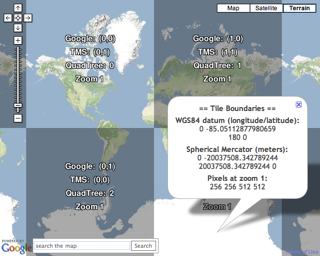 Map Satellite Terrain
Google: (0,0)
TMS: (0,1)
QuadTree: 0
Zoom 1
Google: (1,0)
TMS: (1,1)
QuadTree: 1
Zoom 1
== Tile Boundaries ==
WGS84 datum (longitude/latitude):
0 -85.05112877980659
180 0
Spherical Mercator (meters):
0 -20037508.342789244
20037508.342789244 0
Pixels at zoom 1:
256 256 512 512
Google: (0,1)
TMS: (0,0)
QuadTree: 2
Zoom 1
Zoom 1
POWERED BY
Google
search the map Search